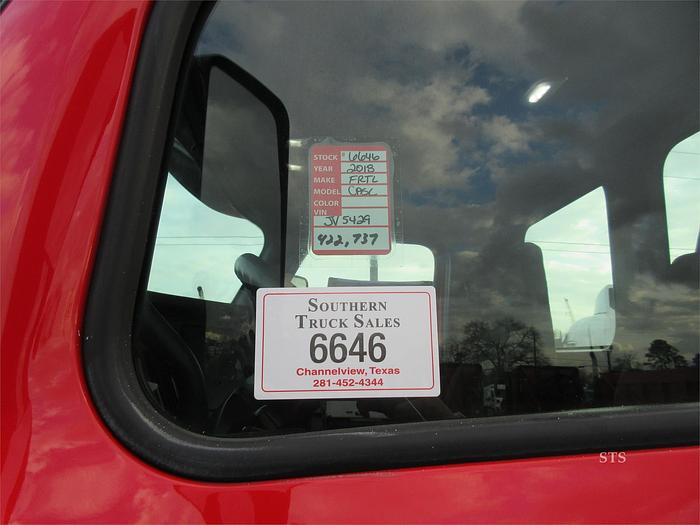 STOCK # 6646
YEAR 2018
MAKE FRTL
MODEL CASC
COLOR
VIN
JV5429
422,737
SOUTHERN
TRUCK SALES
6646
Channelview, Texas
281-452-4344
STS